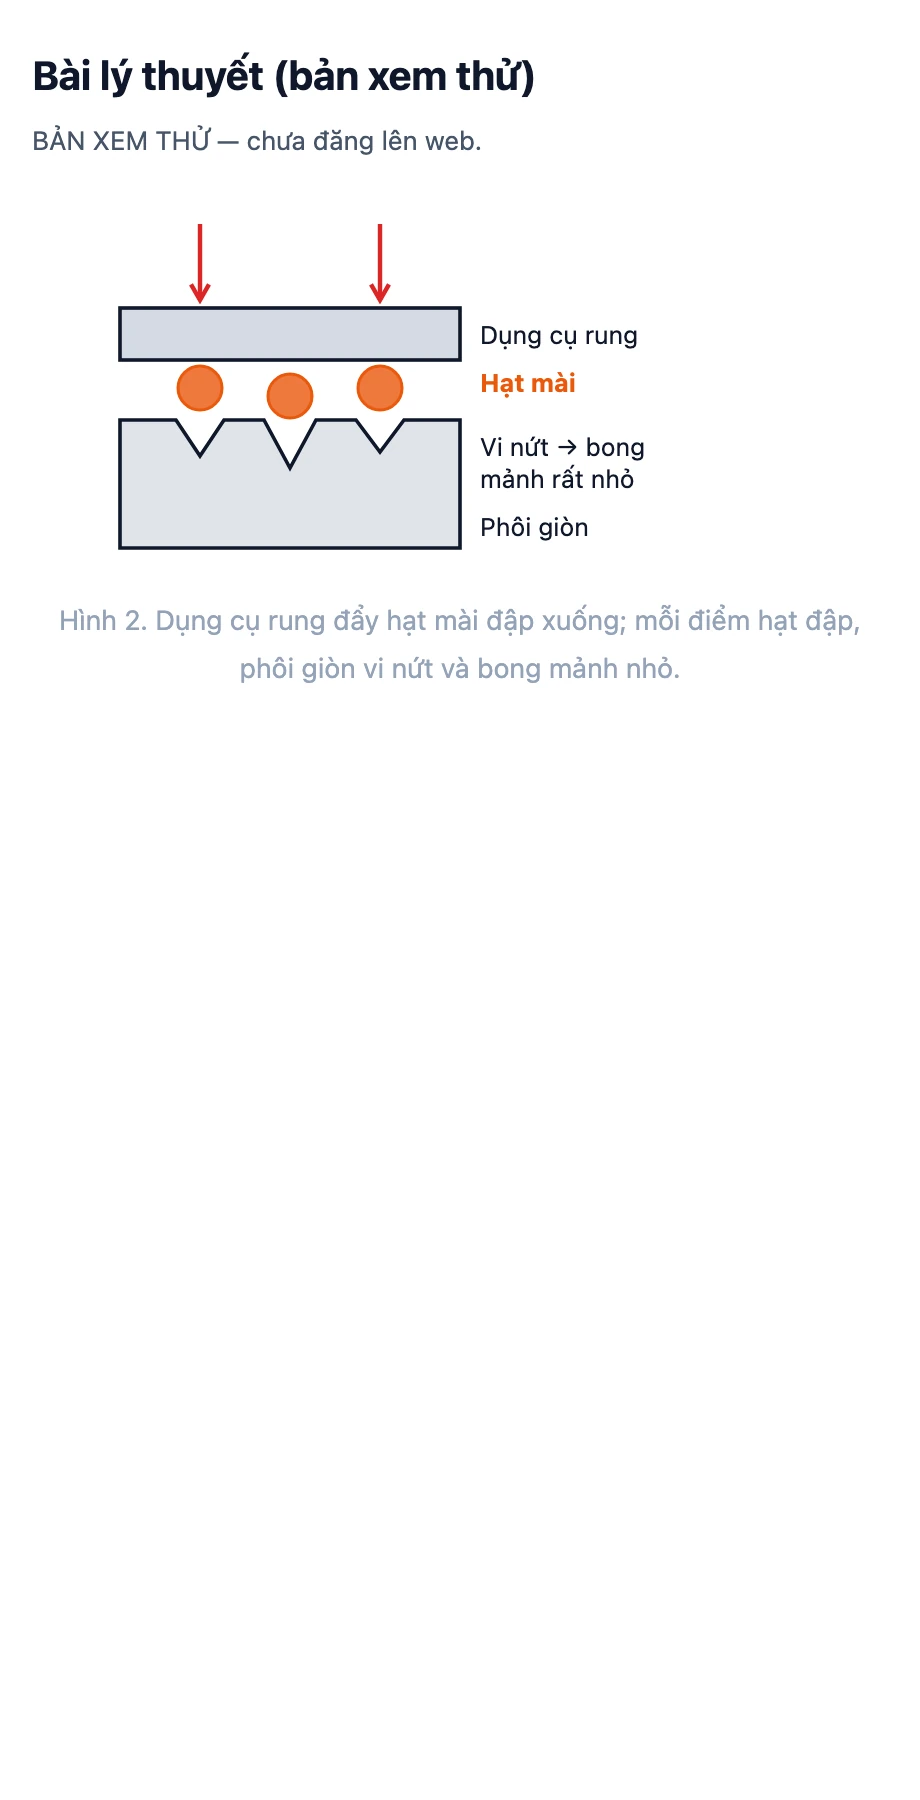 Bài lý thuyết (bản xem thử)
BẢN XEM THỬ — chưa đăng lên web.
Dụng cụ rung
Hạt mài
Vi nứt → bong
mảnh rất nhỏ
Phôi giòn
Hình 2. Dụng cụ rung đẩy hạt mài đập xuống; mỗi điểm hạt đập,
phôi giòn vi nứt và bong mảnh nhỏ.